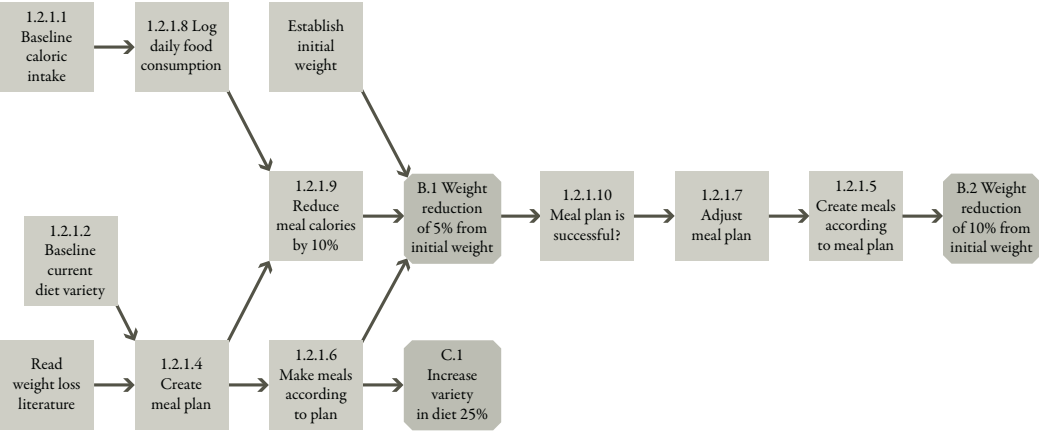 1.2.1.1
Baseline
caloric
intake
1.2.1.8 Log
daily food
consumption
Establish
initial
weight
1.2.1.9
Reduce
meal calories
by 10%
B.1 Weight
reduction
of 5% from
initial weight
1.2.1.10
Meal plan is
successful?
1.2.1.7
Adjust
meal plan
1.2.1.5
Create meals
according
to meal plan
B.2 Weight
reduction
of 10% from
initial weight
1.2.1.2
Baseline
current
diet variety
Read
weight loss
literature
1.2.1.4
Create
meal plan
1.2.1.6
Make meals
according
to plan
C.1
Increase
variety
in diet 25%